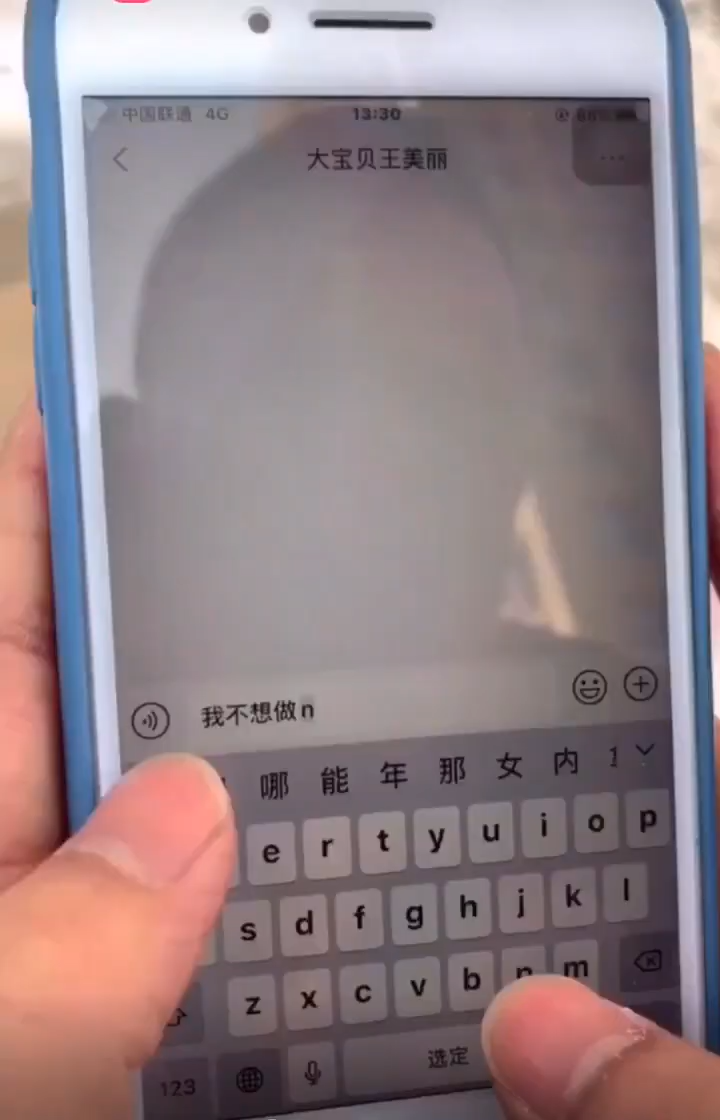 中国联通 4G 13:30
大宝贝王美丽
我不想做n
哪 能 年 那 女 内
e r t y u i o p
s d f g h j k l
z x c v b n m
123 选定